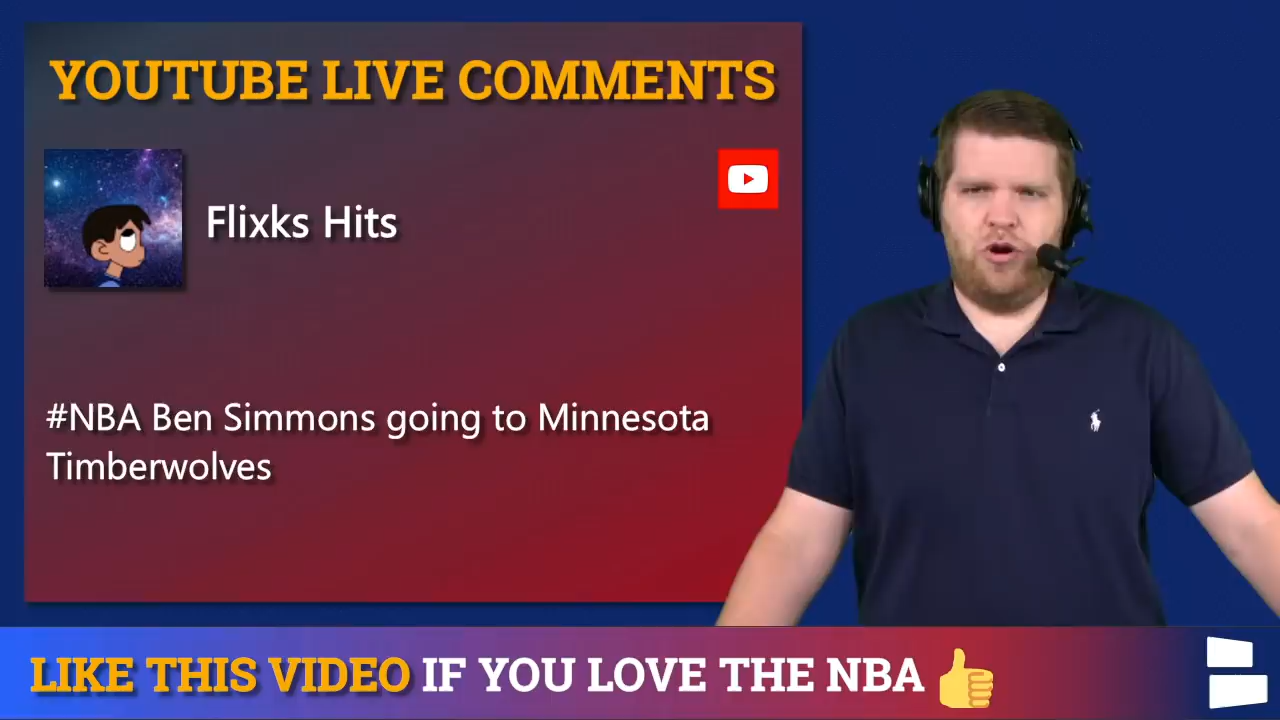 YOUTUBE LIVE COMMENTS
Flixks Hits
#NBA Ben Simmons going to Minnesota
Timberwolves
LIKE THIS VIDEO IF YOU LOVE THE NBA